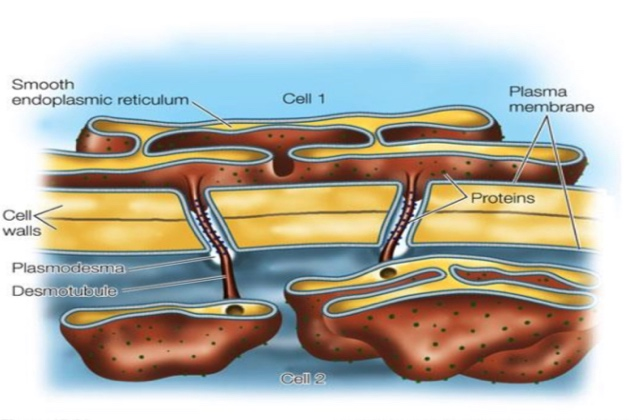 Smooth
endoplasmic reticulum
Cell 1
Plasma
membrane
Proteins
Cell
walls
Plasmodesma
Desmotubule
Cell 2